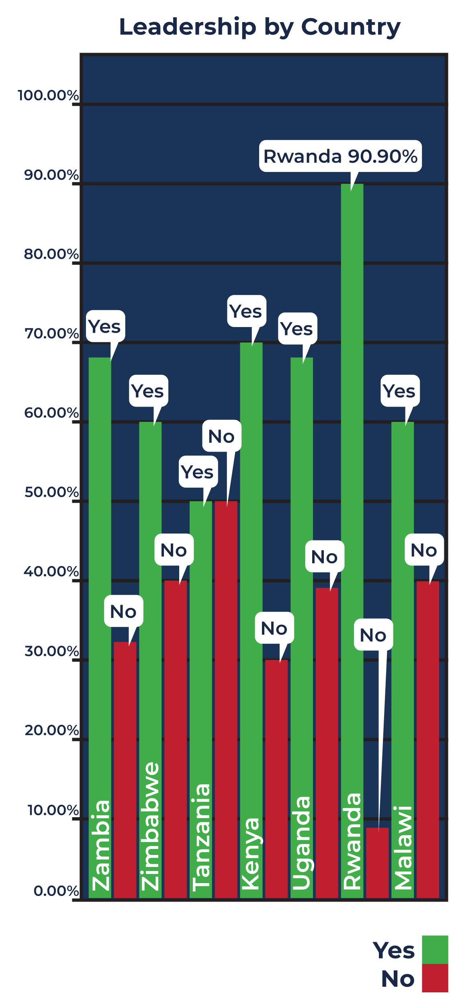 Leadership by Country
100.00%
90.00%
80.00%
70.00%
60.00%
50.00%
40.00%
30.00%
20.00%
10.00%
0.00%
Rwanda 90.90%
Yes
Yes
Yes
Yes
Yes
No
Yes
No
No
No
No
No
No
Zambia
Zimbabwe
Tanzania
Kenya
Uganda
Rwanda
Malawi
Yes
No